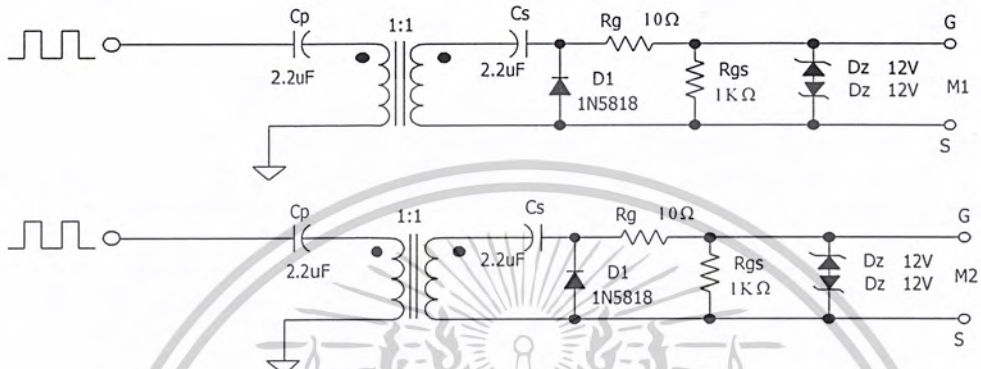 Cp
1:1
Cs
Rg 10Ω
G
2.2uF
2.2uF
D1
1N5818
Rgs
1KΩ
Dz 12V
Dz 12V
M1
S
Cp
1:1
Cs
Rg 10Ω
G
2.2uF
2.2uF
D1
1N5818
Rgs
1KΩ
Dz 12V
Dz 12V
M2
S